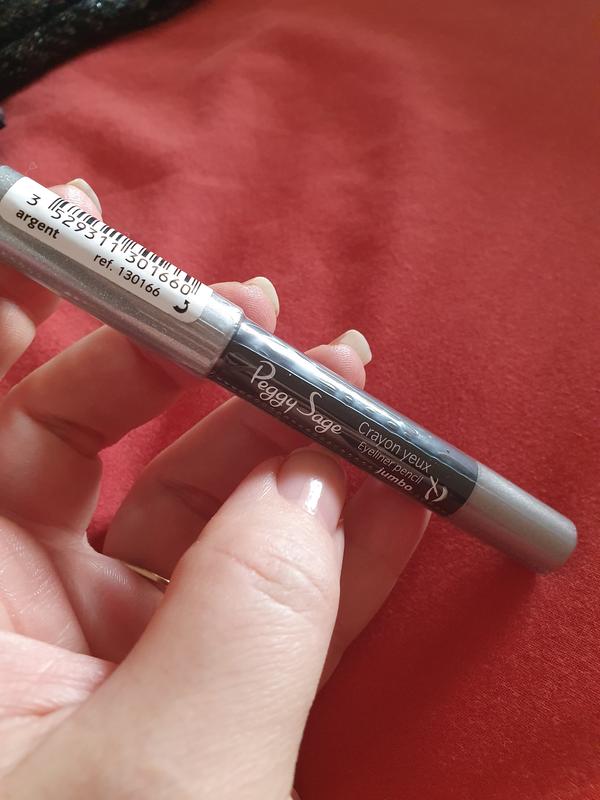 3 529311 301660
argent
ref. 130166
Peggy Sage
Crayon yeux
Eyeliner pencil
jumbo